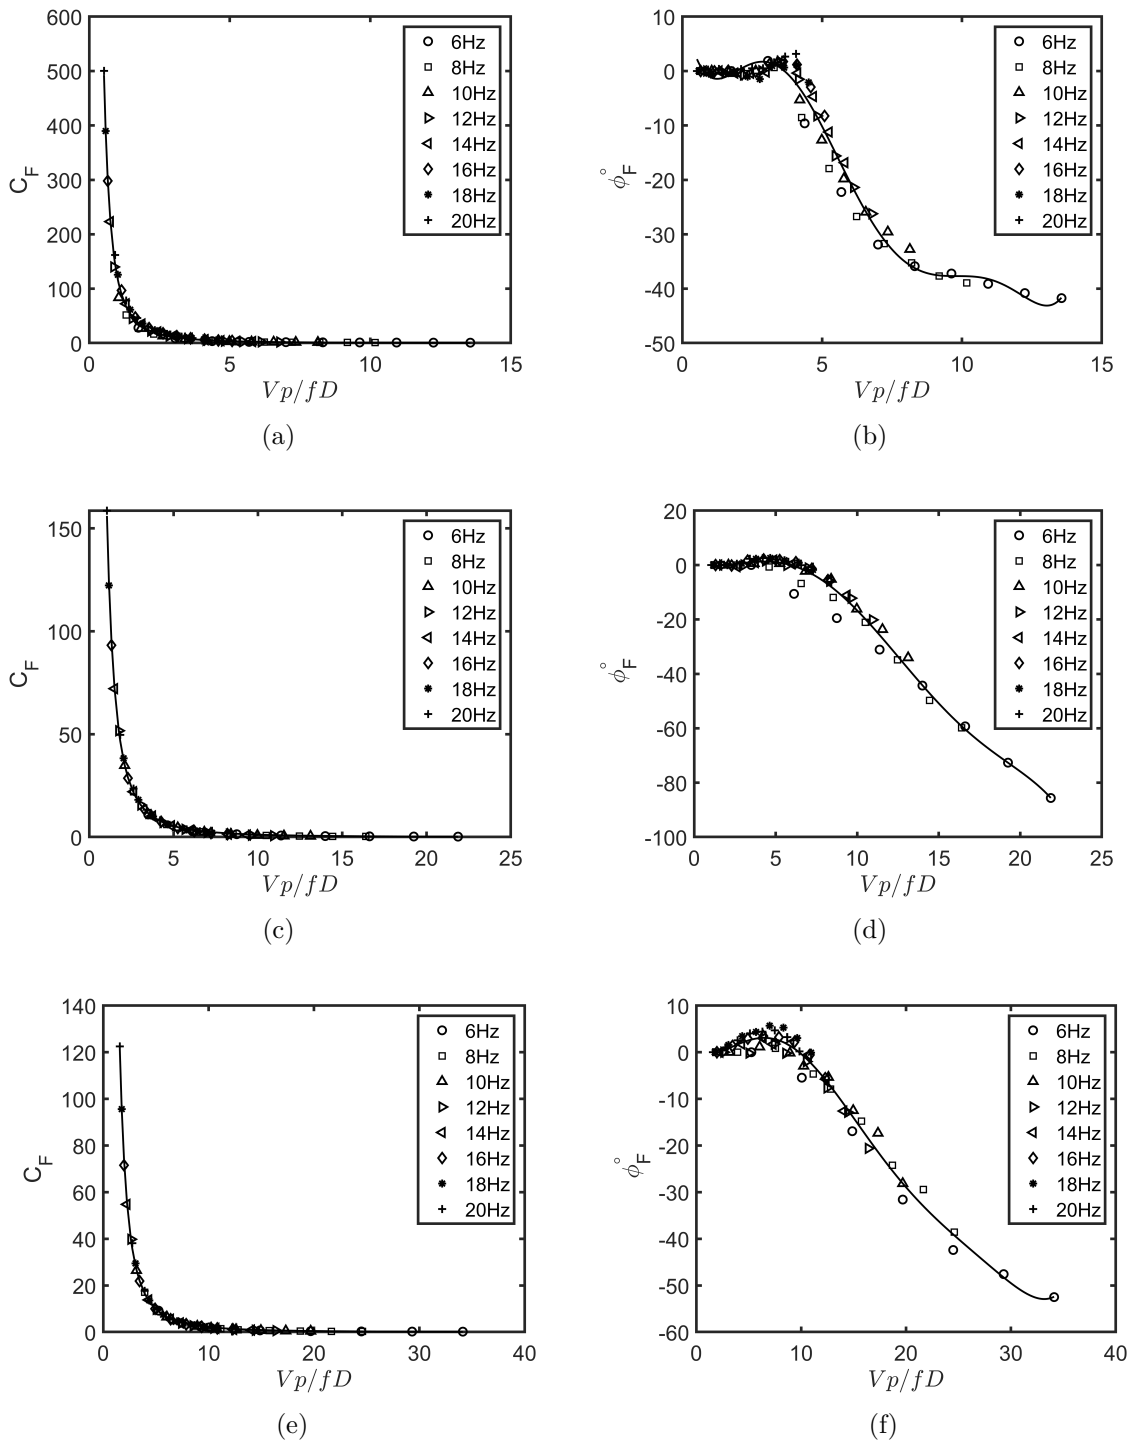 600
500
400
300
200
100
0
C_F
0 5 10 15
Vp/fD
6Hz
8Hz
10Hz
12Hz
14Hz
16Hz
18Hz
20Hz
(a)
10
0
-10
-20
-30
-40
-50
ϕ°_F
0 5 10 15
Vp/fD
6Hz
8Hz
10Hz
12Hz
14Hz
16Hz
18Hz
20Hz
(b)
150
100
50
0
C_F
0 5 10 15 20 25
Vp/fD
6Hz
8Hz
10Hz
12Hz
14Hz
16Hz
18Hz
20Hz
(c)
20
0
-20
-40
-60
-80
-100
ϕ°_F
0 5 10 15 20 25
Vp/fD
6Hz
8Hz
10Hz
12Hz
14Hz
16Hz
18Hz
20Hz
(d)
140
120
100
80
60
40
20
0
C_F
0 10 20 30 40
Vp/fD
6Hz
8Hz
10Hz
12Hz
14Hz
16Hz
18Hz
20Hz
(e)
10
0
-10
-20
-30
-40
-50
-60
ϕ°_F
0 10 20 30 40
Vp/fD
6Hz
8Hz
10Hz
12Hz
14Hz
16Hz
18Hz
20Hz
(f)